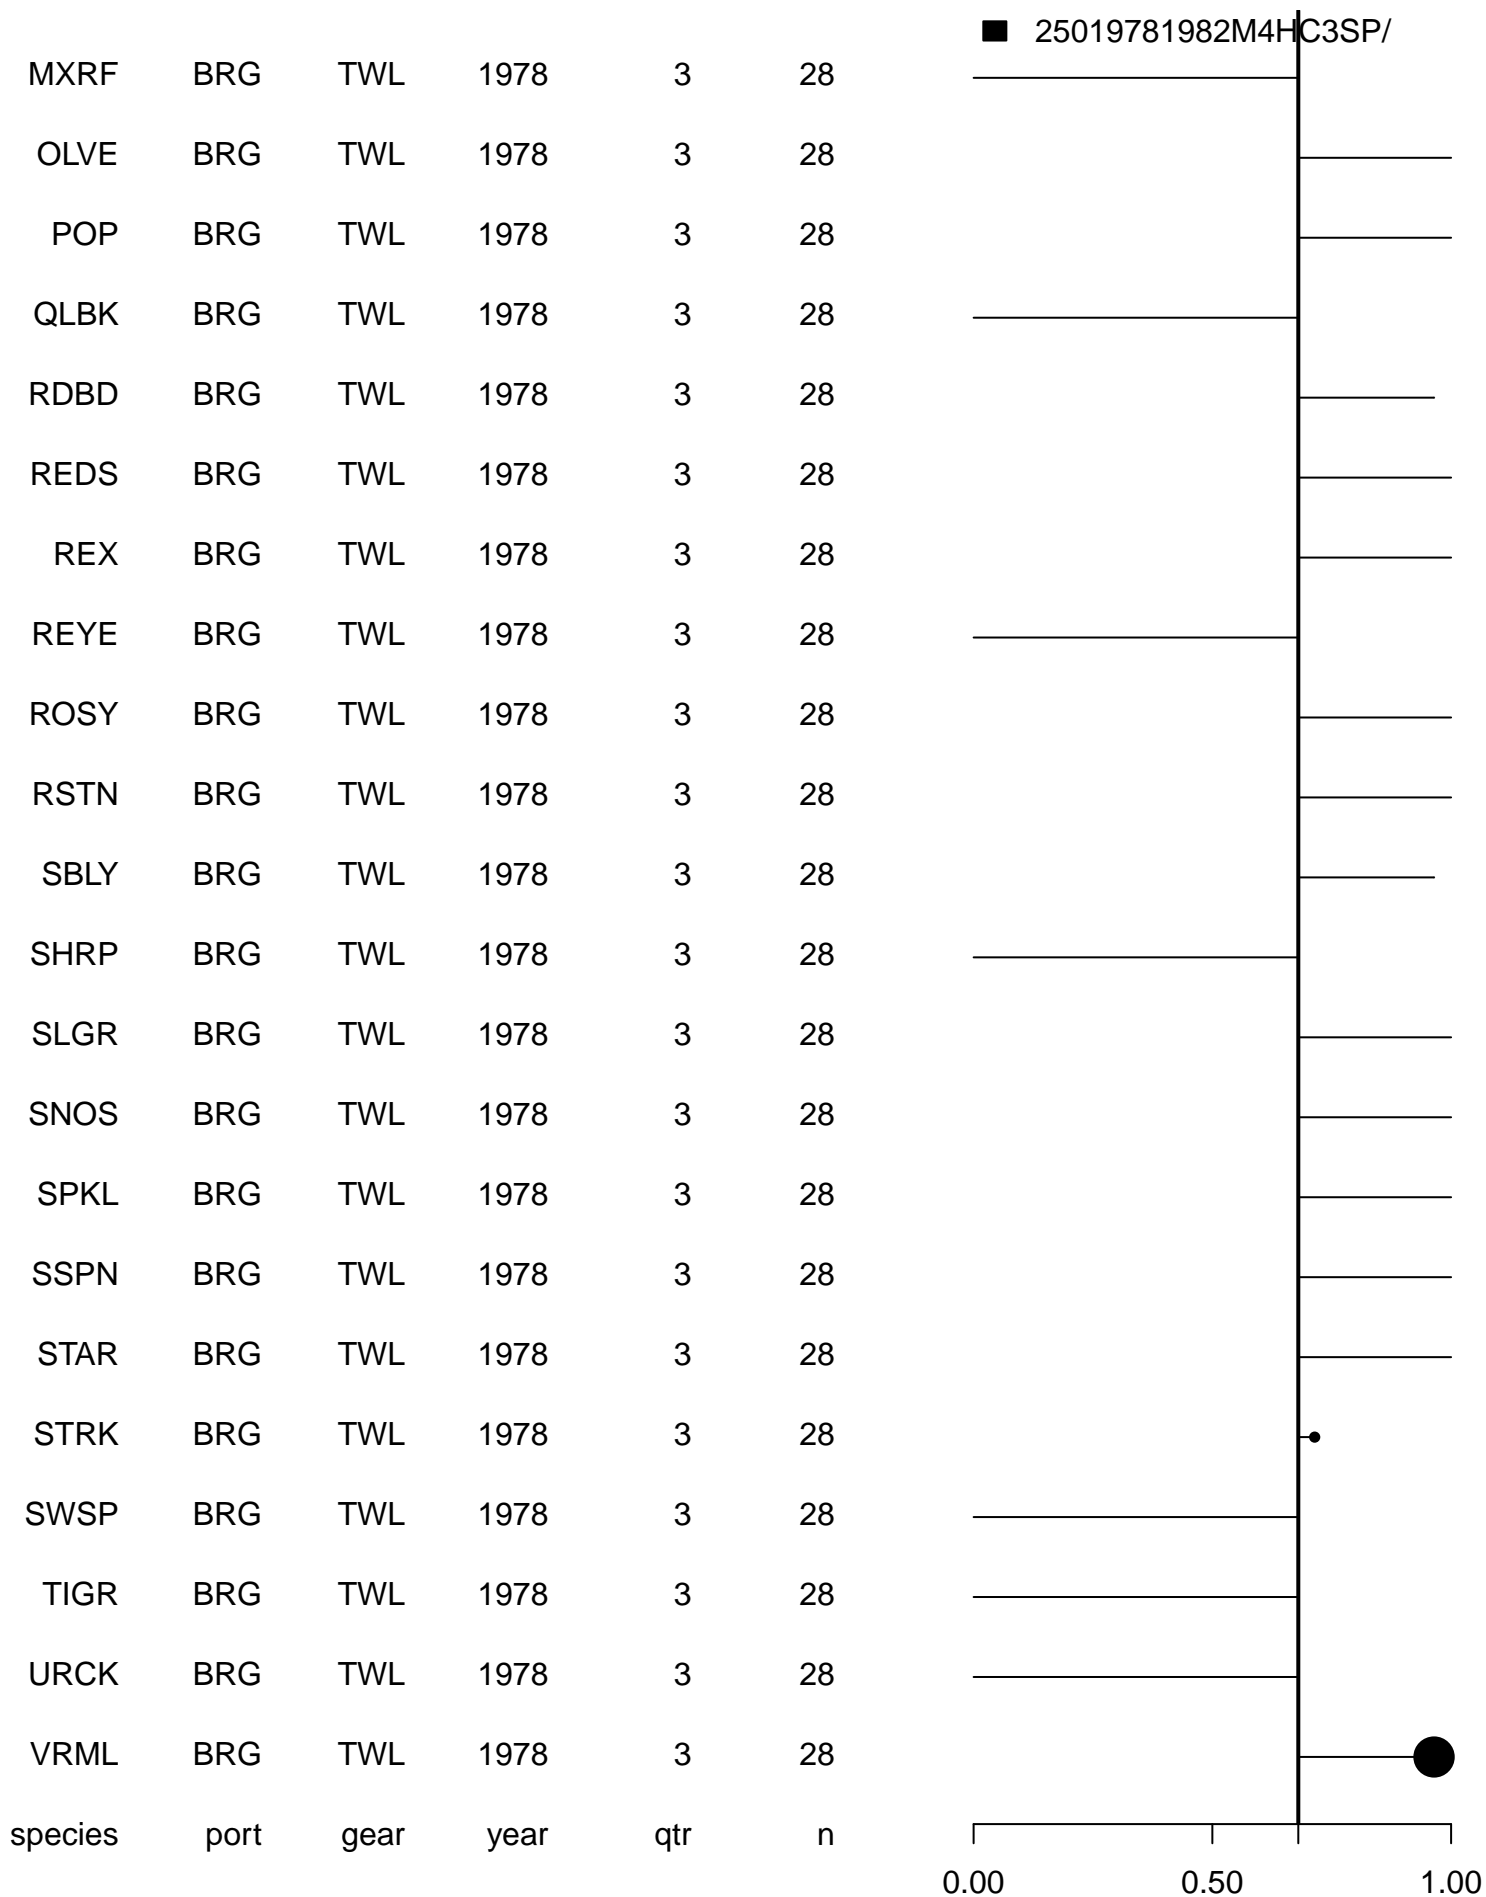 25019781982M4HC3SP/
MXRF BRG TWL 1978 3 28
OLVE BRG TWL 1978 3 28
POP BRG TWL 1978 3 28
QLBK BRG TWL 1978 3 28
RDBD BRG TWL 1978 3 28
REDS BRG TWL 1978 3 28
REX BRG TWL 1978 3 28
REYE BRG TWL 1978 3 28
ROSY BRG TWL 1978 3 28
RSTN BRG TWL 1978 3 28
SBLY BRG TWL 1978 3 28
SHRP BRG TWL 1978 3 28
SLGR BRG TWL 1978 3 28
SNOS BRG TWL 1978 3 28
SPKL BRG TWL 1978 3 28
SSPN BRG TWL 1978 3 28
STAR BRG TWL 1978 3 28
STRK BRG TWL 1978 3 28
SWSP BRG TWL 1978 3 28
TIGR BRG TWL 1978 3 28
URCK BRG TWL 1978 3 28
VRML BRG TWL 1978 3 28
species port gear year qtr n
0.00 0.50 1.00